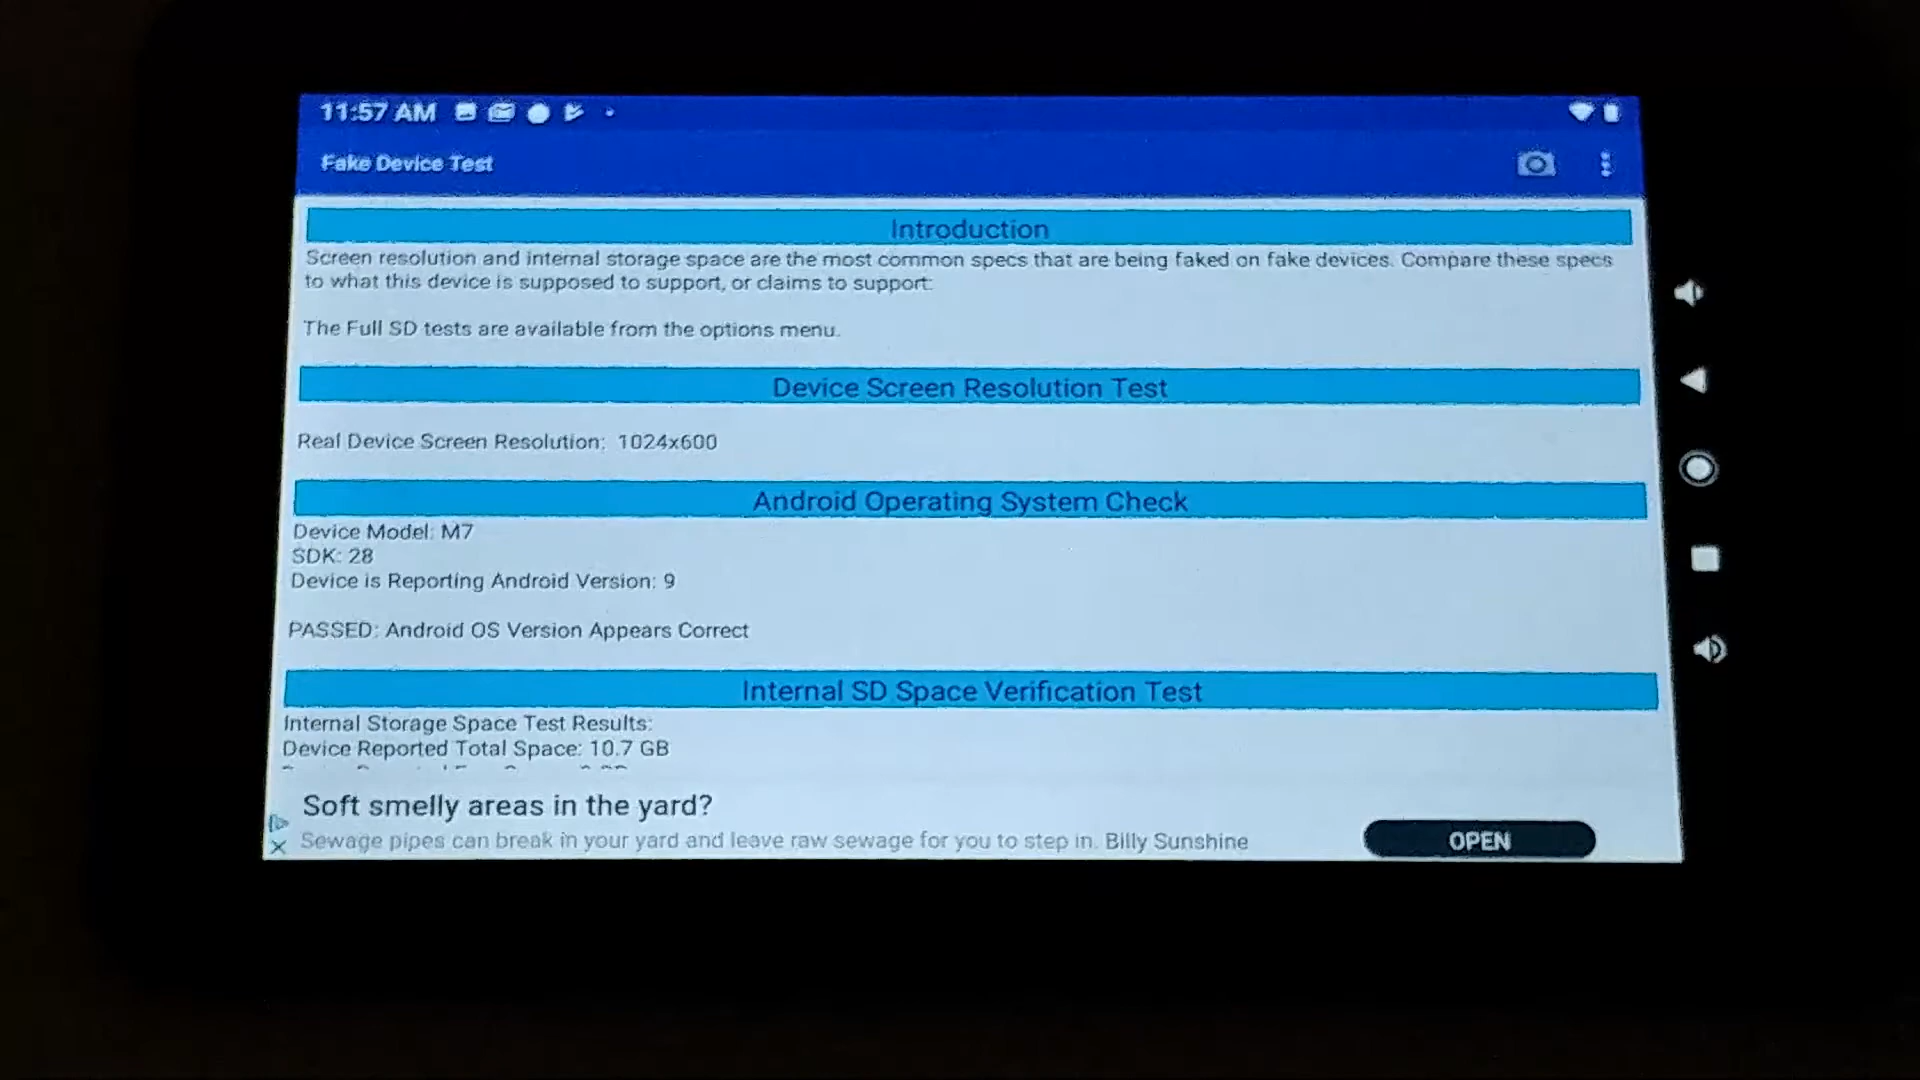 11:57 AM
Fake Device Test
Introduction
Screen resolution and internal storage space are the most common specs that are being faked on fake devices. Compare these specs
to what this device is supposed to support, or claims to support:
The Full SD tests are available from the options menu.
Device Screen Resolution Test
Real Device Screen Resolution: 1024x600
Android Operating System Check
Device Model: M7
SDK: 28
Device is Reporting Android Version: 9
PASSED: Android OS Version Appears Correct
Internal SD Space Verification Test
Internal Storage Space Test Results:
Device Reported Total Space: 10.7 GB
Soft smelly areas in the yard?
Sewage pipes can break in your yard and leave raw sewage for you to step in. Billy Sunshine
OPEN